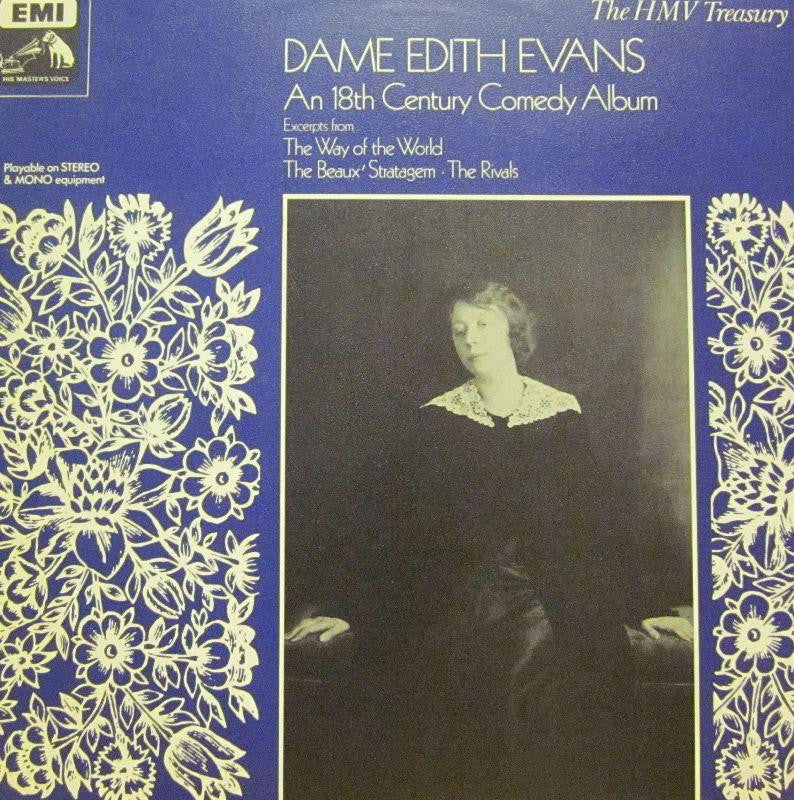 EMI
HIS MASTER'S VOICE
The HMV Treasury
DAME EDITH EVANS
An 18th Century Comedy Album
Excerpts from
The Way of the World
The Beaux' Stratagem · The Rivals
Playable on STEREO
& MONO equipment